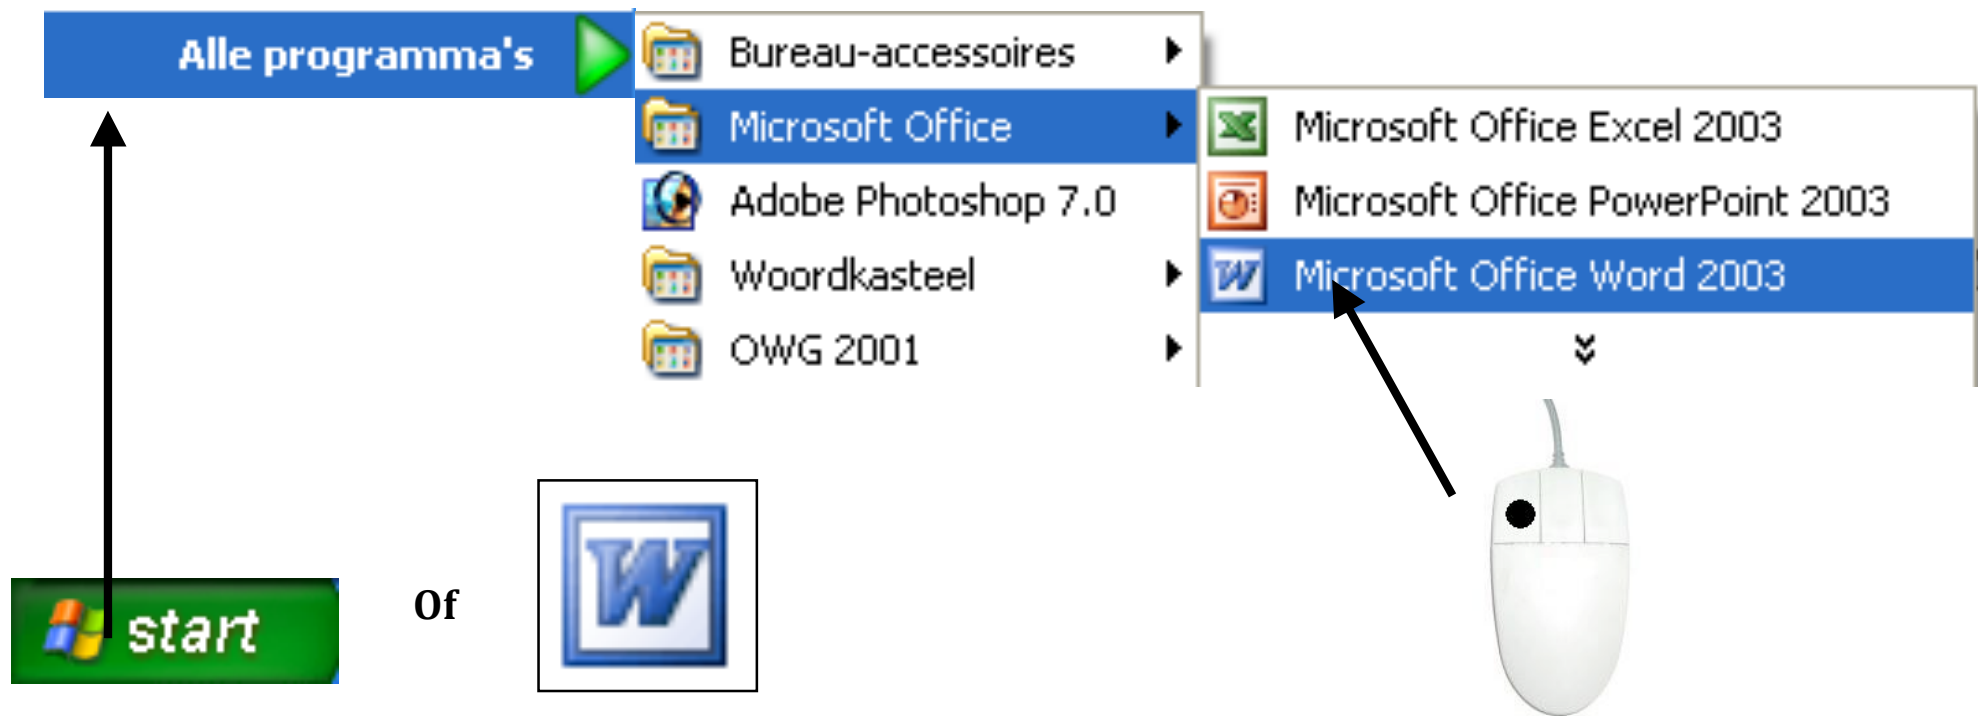 Alle programma's
Bureau-accessoires
Microsoft Office
Adobe Photoshop 7.0
Woordkasteel
OWG 2001
Microsoft Office Excel 2003
Microsoft Office PowerPoint 2003
Microsoft Office Word 2003
start
Of
W